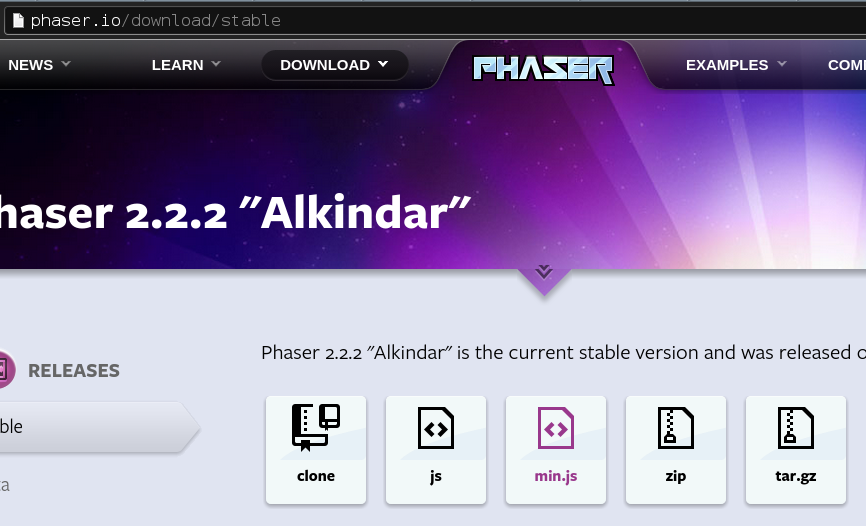 phaser.io/download/stable
NEWS LEARN DOWNLOAD PHASER EXAMPLES
haser 2.2.2 "Alkindar"
Phaser 2.2.2 "Alkindar" is the current stable version and was released
RELEASES
ble
ta
clone js min.js zip tar.gz